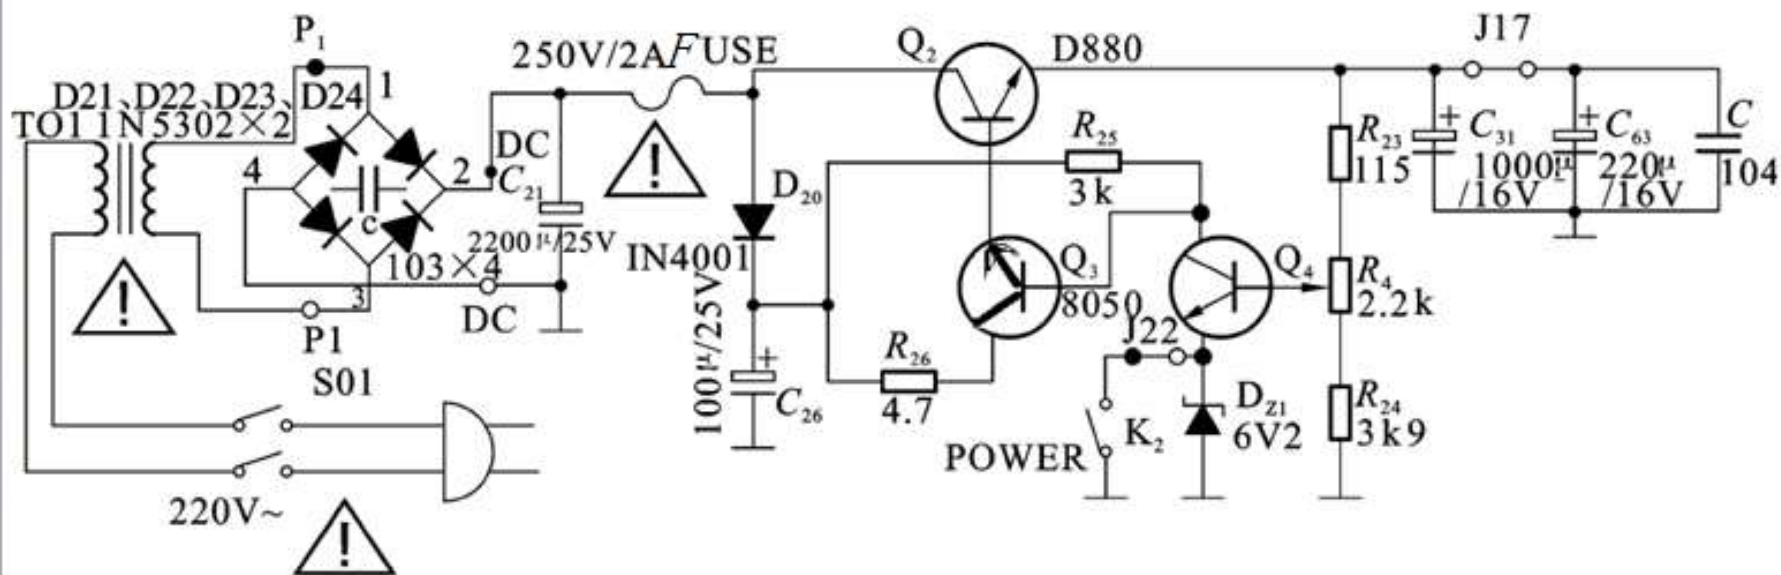 P₁
D21、D22、D23、D24
TO1 1N5302×2
1
2
3
4
c
103×4
DC
DC
P1
S01
220V~
!
!
!
250V/2A FUSE
C₂₁
2200μ/25V
D₂₀
IN4001
100μ/25V
+
C₂₆
Q₂
D880
R₂₅
3k
Q₃
8050
R₂₆
4.7
J22
Q₄
K₂
POWER
D_Z1
6V2
R₂₃
115
R₄
2.2k
R₂₄
3k9
J17
+
C₃₁
1000μ
/16V
+
C₆₃
220μ
/16V
C
104